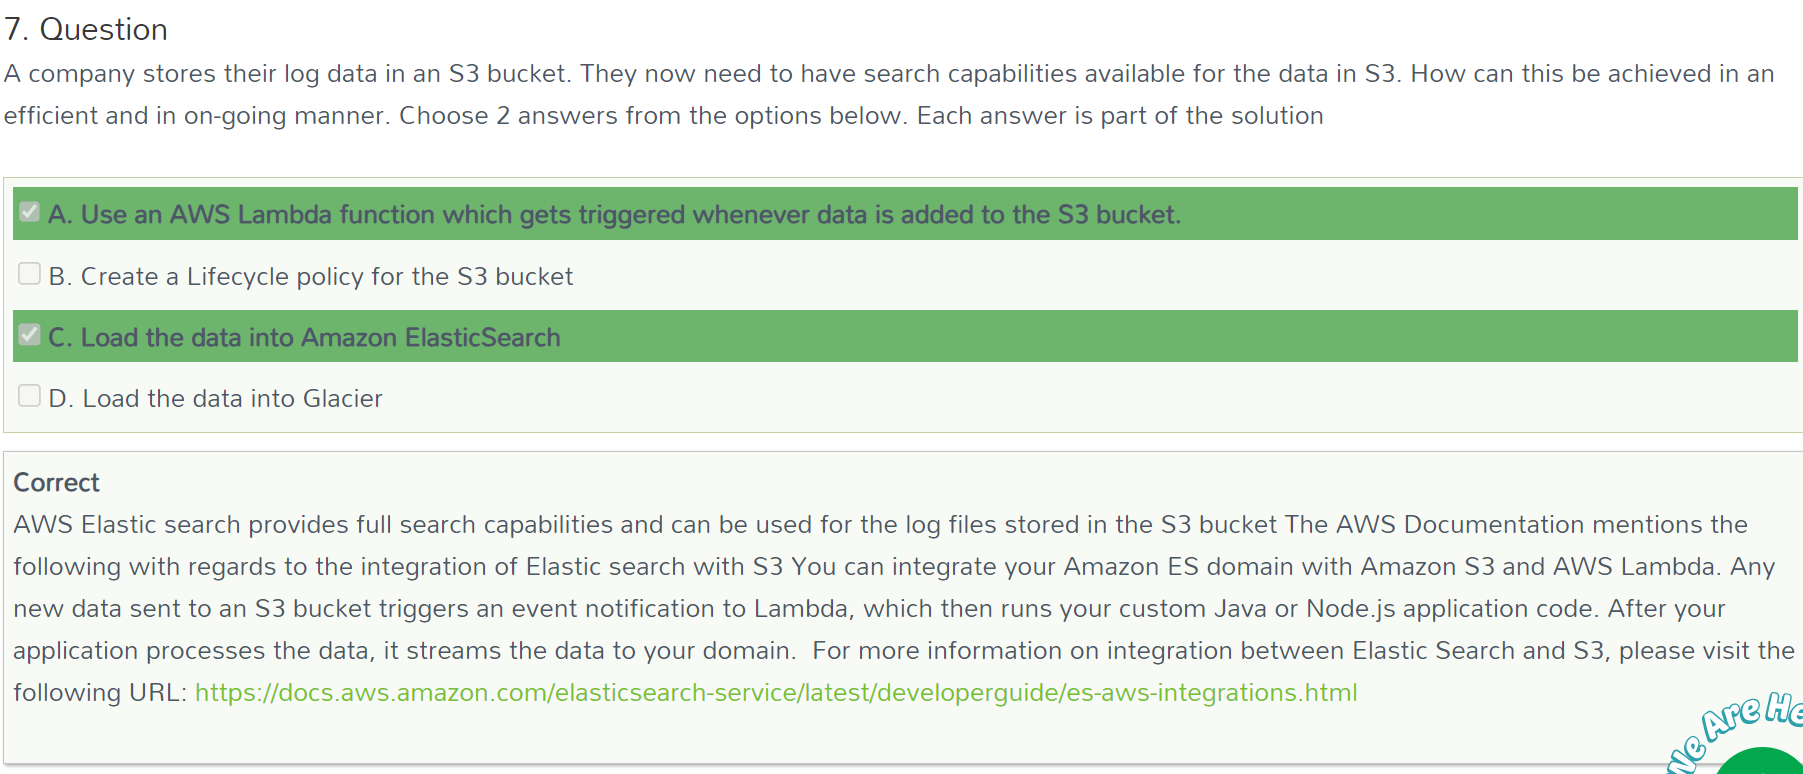 7. Question
A company stores their log data in an S3 bucket. They now need to have search capabilities available for the data in S3. How can this be achieved in an
efficient and in on-going manner. Choose 2 answers from the options below. Each answer is part of the solution
A. Use an AWS Lambda function which gets triggered whenever data is added to the S3 bucket.
B. Create a Lifecycle policy for the S3 bucket
C. Load the data into Amazon ElasticSearch
D. Load the data into Glacier
Correct
AWS Elastic search provides full search capabilities and can be used for the log files stored in the S3 bucket The AWS Documentation mentions the
following with regards to the integration of Elastic search with S3 You can integrate your Amazon ES domain with Amazon S3 and AWS Lambda. Any
new data sent to an S3 bucket triggers an event notification to Lambda, which then runs your custom Java or Node.js application code. After your
application processes the data, it streams the data to your domain.  For more information on integration between Elastic Search and S3, please visit the
following URL: https://docs.aws.amazon.com/elasticsearch-service/latest/developerguide/es-aws-integrations.html
We Are He